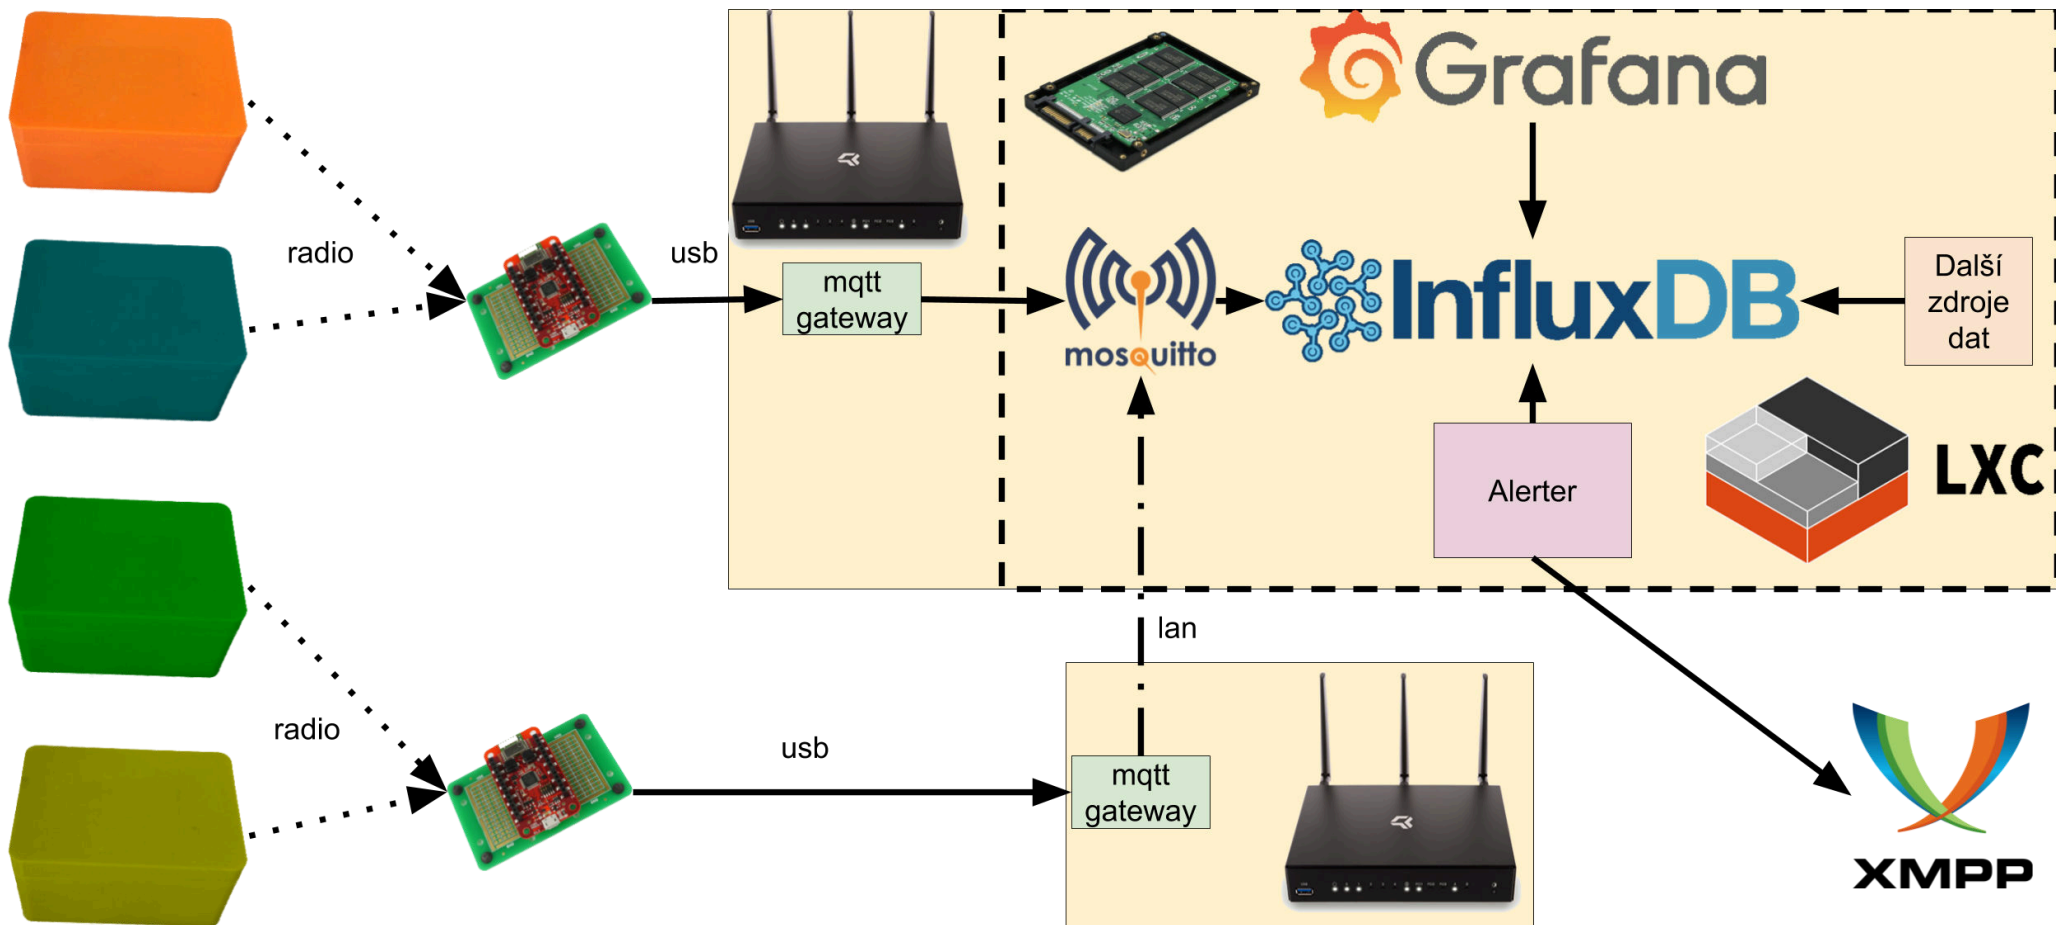 Grafana
radio
usb
mqtt
gateway
mosquitto
InfluxDB
Další
zdroje
dat
Alerter
LXC
lan
radio
usb
mqtt
gateway
XMPP